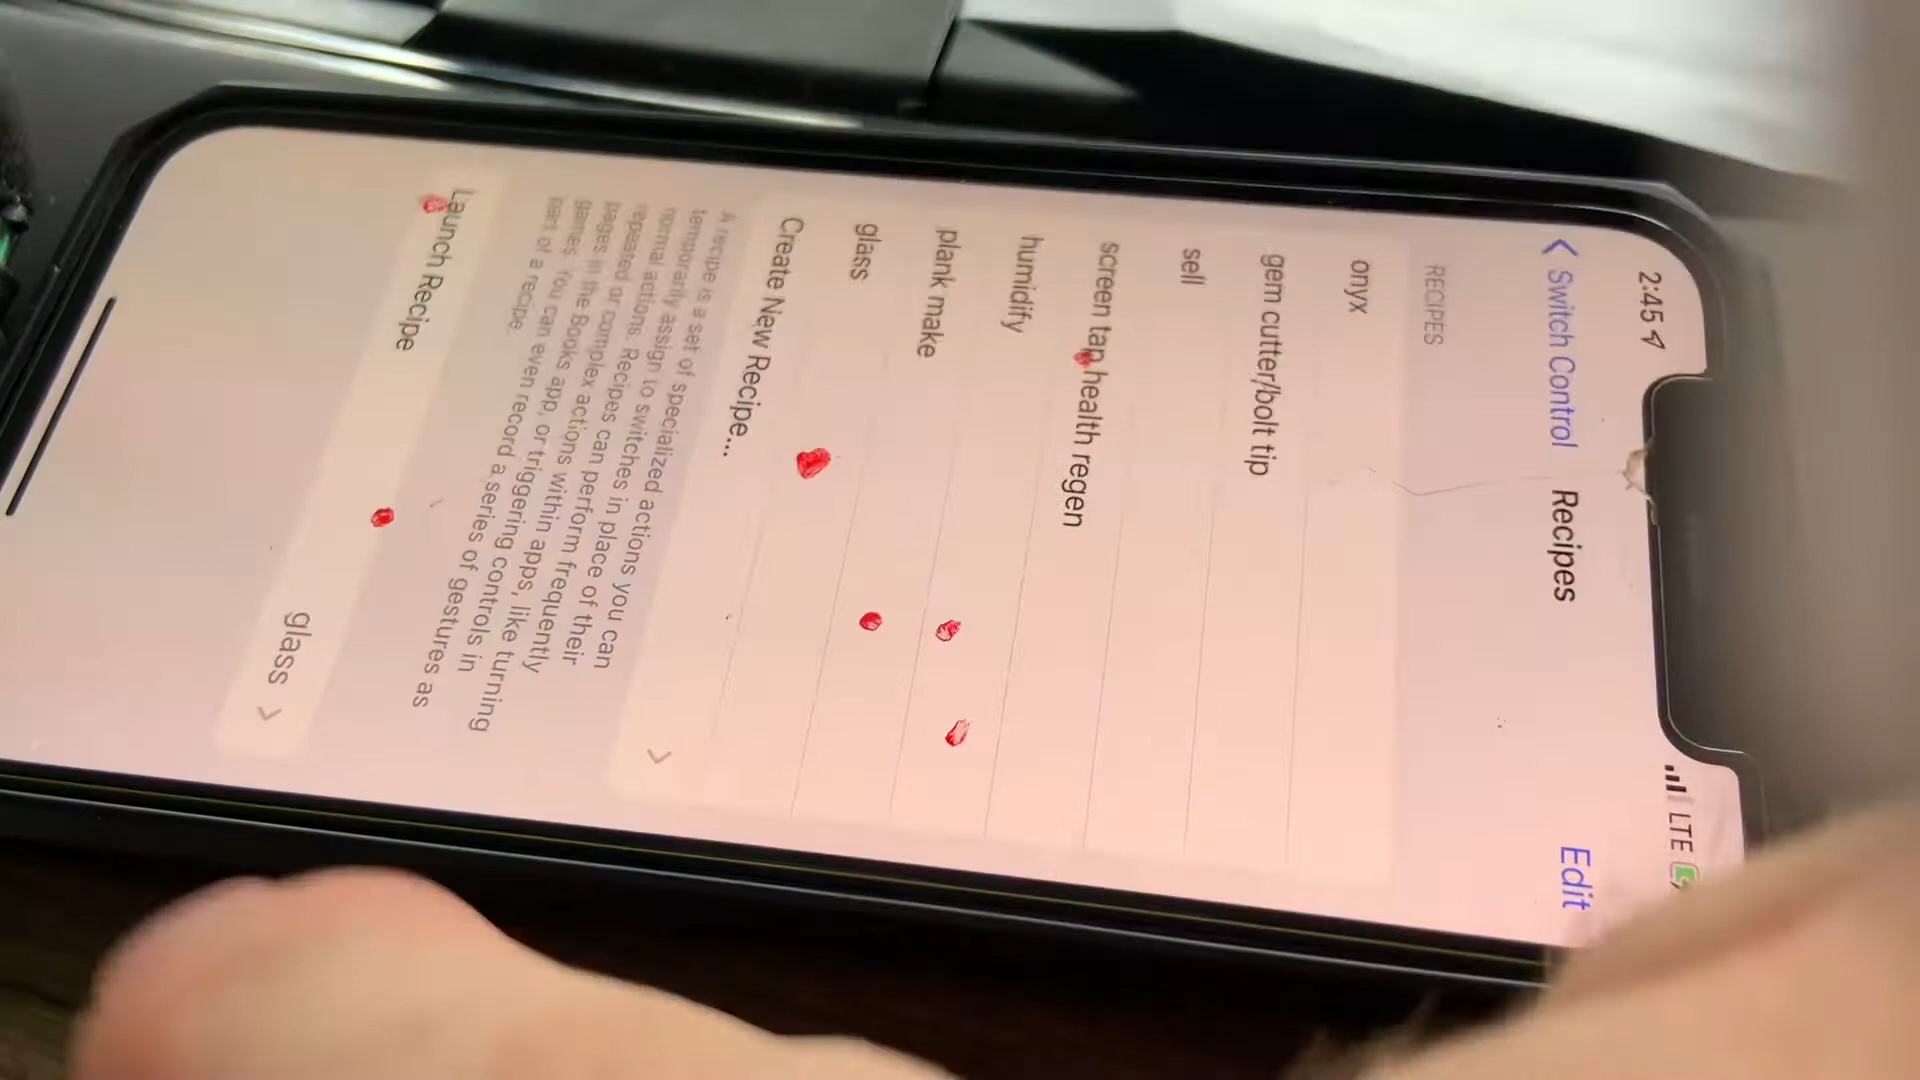 2:45
LTE
Switch Control
Recipes
Edit
RECIPES
onyx
gem cutter/bolt tip
sell
screen tap health regen
humidify
plank make
glass
Create New Recipe...
A recipe is a set of specialized actions you can
temporarily assign to switches in place of their
normal actions. Recipes can perform frequently
repeated or complex actions within apps, like turning
pages in the Books app, or triggering controls in
games. You can even record a series of gestures as
part of a recipe.
Launch Recipe
glass